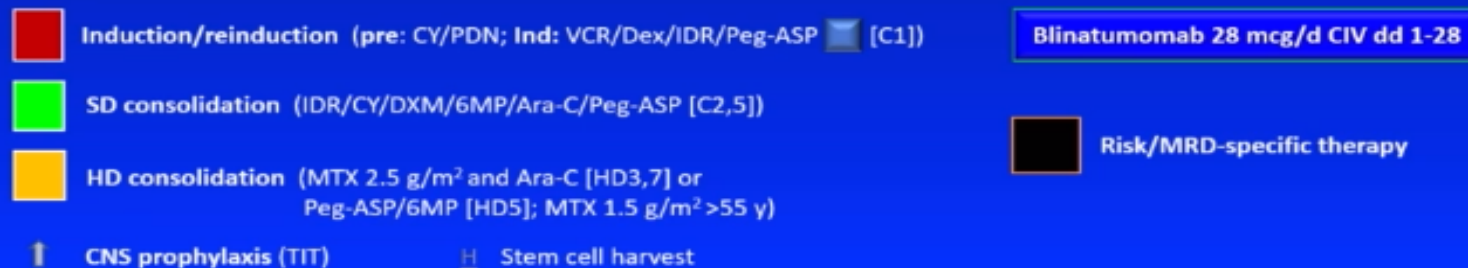 Induction/reinduction (pre: CY/PDN; Ind: VCR/Dex/IDR/Peg-ASP [C1])
Blinatumomab 28 mcg/d CIV dd 1-28
SD consolidation (IDR/CY/DXM/6MP/Ara-C/Peg-ASP [C2,5])
Risk/MRD-specific therapy
HD consolidation (MTX 2.5 g/m² and Ara-C [HD3,7] or
Peg-ASP/6MP [HD5]; MTX 1.5 g/m² >55 y)
CNS prophylaxis (TIT)
H Stem cell harvest